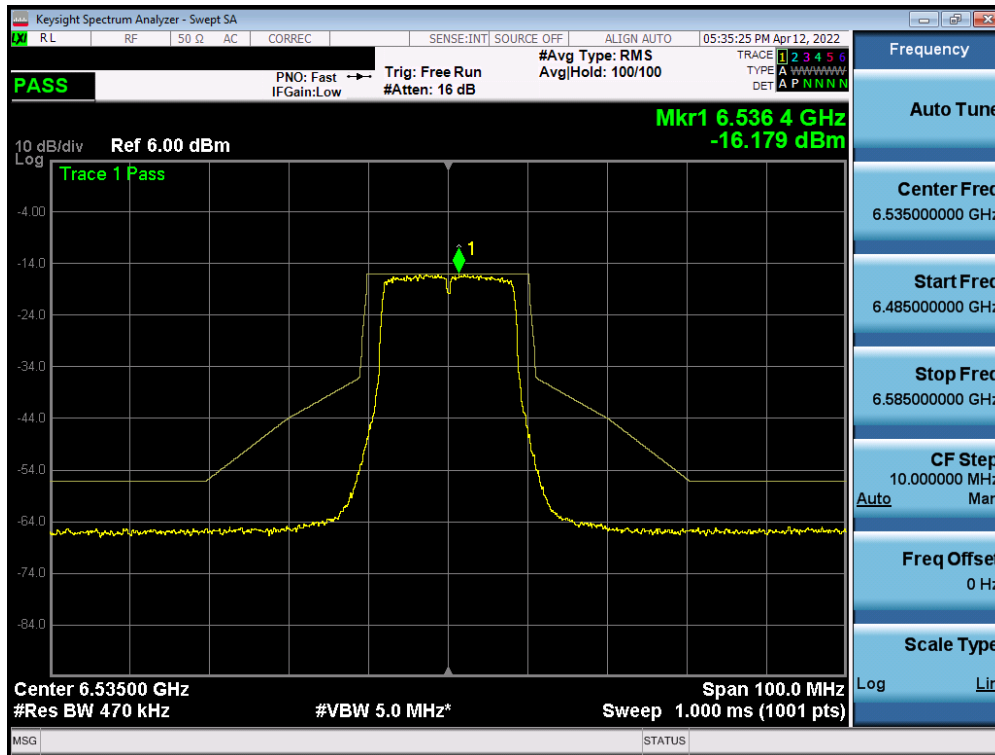 Keysight Spectrum Analyzer - Swept SA
LXI RL RF 50 Ω AC CORREC SENSE:INT SOURCE OFF ALIGN AUTO 05:35:25 PM Apr 12, 2022
PASS
PNO: Fast
IFGain:Low
Trig: Free Run
#Atten: 16 dB
#Avg Type: RMS
Avg|Hold: 100/100
TRACE 1 2 3 4 5 6
TYPE A WWWWW
DET A P N N N N
Mkr1 6.536 4 GHz
-16.179 dBm
10 dB/div Ref 6.00 dBm
Log
Trace 1 Pass
1
-4.00
-14.0
-24.0
-34.0
-44.0
-54.0
-64.0
-74.0
-84.0
Center 6.53500 GHz Span 100.0 MHz
#Res BW 470 kHz #VBW 5.0 MHz* Sweep 1.000 ms (1001 pts)
MSG STATUS
Frequency
Auto Tune
Center Freq
6.535000000 GHz
Start Freq
6.485000000 GHz
Stop Freq
6.585000000 GHz
CF Step
10.000000 MHz
Auto Man
Freq Offset
0 Hz
Scale Type
Log Lin